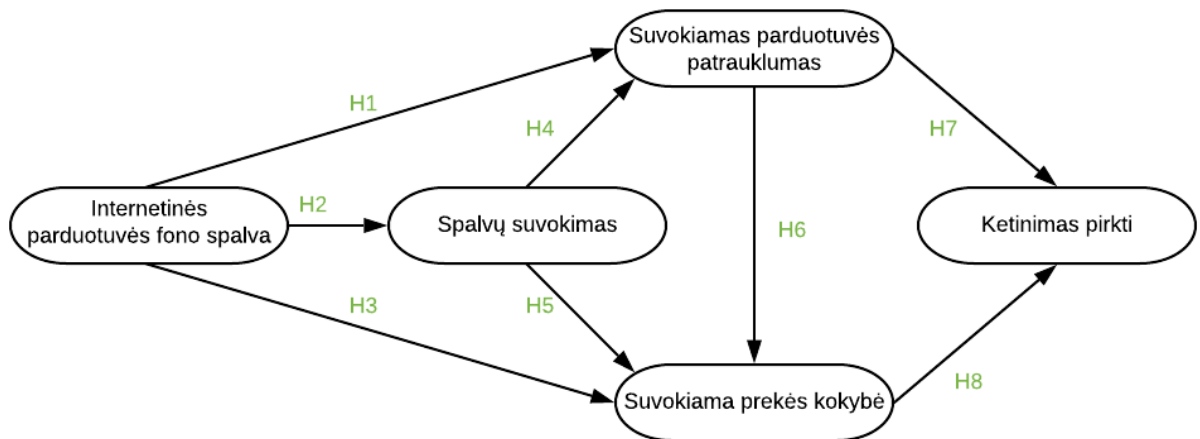 Suvokiamas parduotuvės
patrauklumas
H1
H4
H7
Internetinės
parduotuvės fono spalva
H2
Spalvų suvokimas
H6
Ketinimas pirkti
H3
H5
Suvokiama prekės kokybė
H8